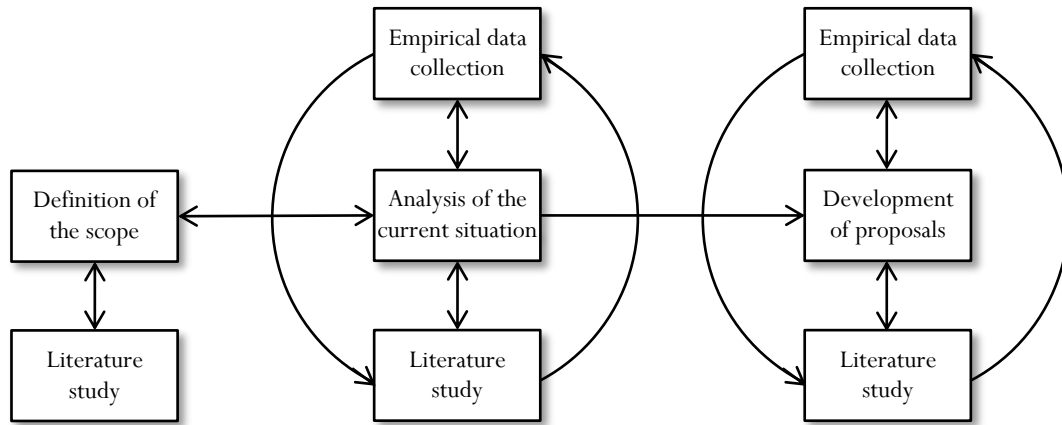 Empirical data
collection
Empirical data
collection
Definition of
the scope
Analysis of the
current situation
Development
of proposals
Literature
study
Literature
study
Literature
study